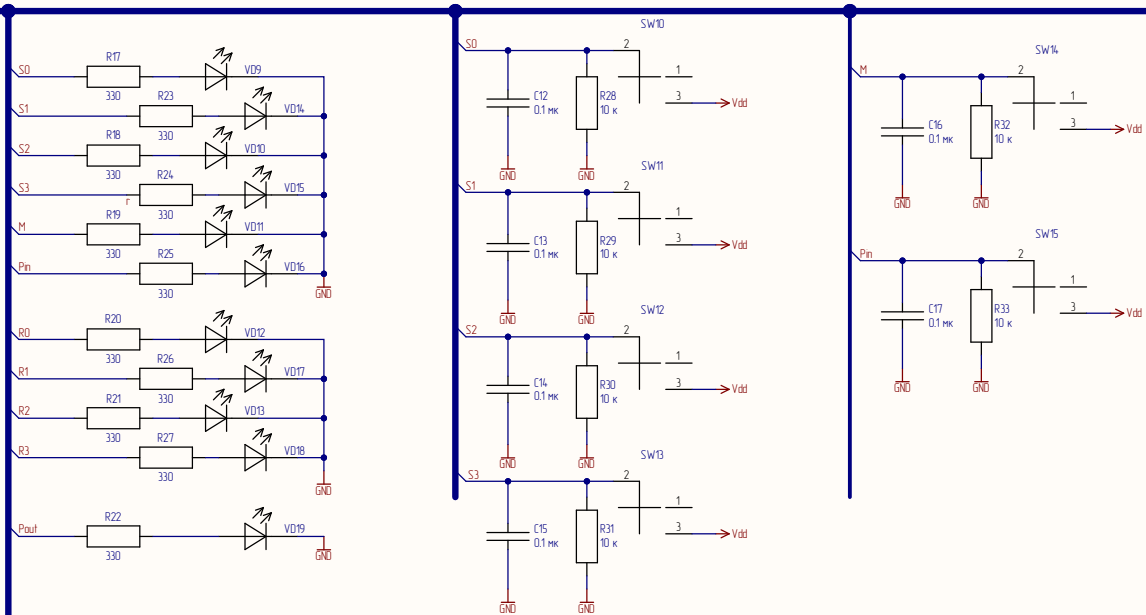 S0
R17
330
VD9
S1
R23
330
VD14
S2
R18
330
VD10
S3
r
R24
330
VD15
M
R19
330
VD11
Pin
R25
330
VD16
GND
R0
R20
330
VD12
R1
R26
330
VD17
R2
R21
330
VD13
R3
R27
330
VD18
GND
Pout
R22
330
VD19
GND
SW10
S0
2
1
3
Vdd
C12
0.1 мк
R28
10 к
GND
GND
SW11
S1
2
1
3
Vdd
C13
0.1 мк
R29
10 к
GND
GND
SW12
S2
2
1
3
Vdd
C14
0.1 мк
R30
10 к
GND
GND
SW13
S3
2
1
3
Vdd
C15
0.1 мк
R31
10 к
GND
GND
SW14
M
2
1
3
Vdd
C16
0.1 мк
R32
10 к
GND
GND
SW15
Pin
2
1
3
Vdd
C17
0.1 мк
R33
10 к
GND
GND